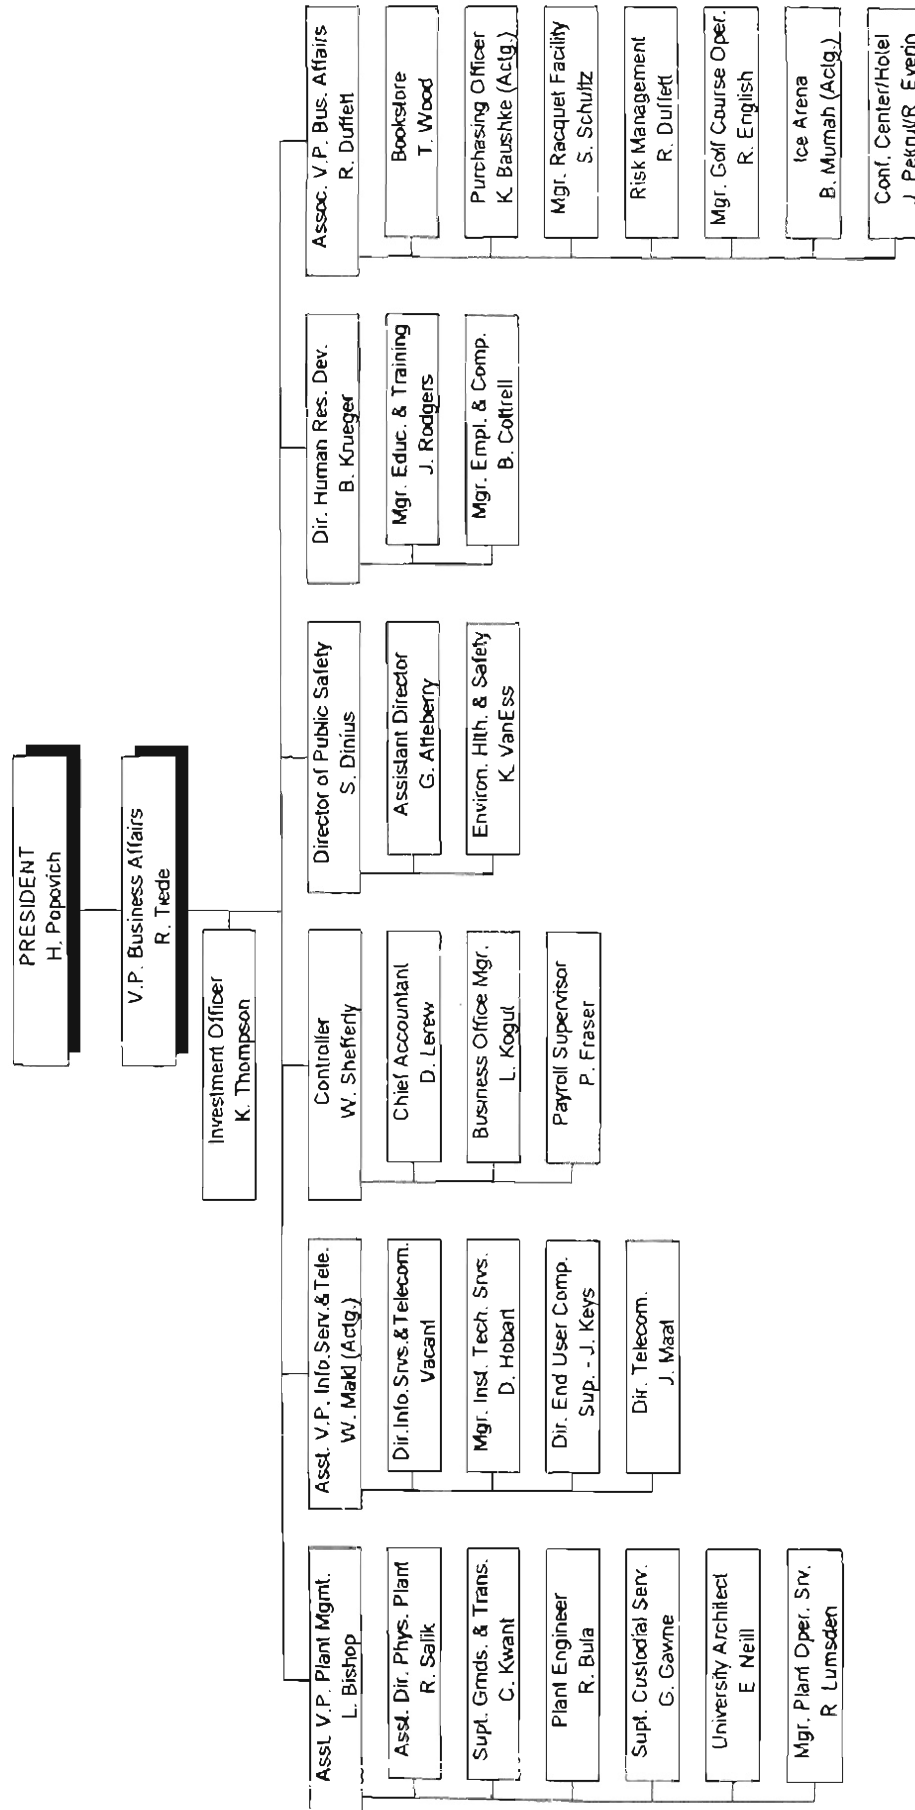 PRESIDENT
H. Popovich
V.P. Business Affairs
R. Tiede
Investment Officer
K. Thompson
Asst. V.P. Plant Mgmt.
L. Bishop
Asst. Dir. Phys. Plant
R. Salik
Supt. Grnds. & Trans.
C. Kwant
Plant Engineer
R. Bula
Supt. Custodial Serv.
G. Gawne
University Architect
E. Neill
Mgr. Plant Oper. Srv.
R. Lumsden
Asst. V.P. Info.Serv.&Tele.
W. Maki (Actg.)
Dir.Info.Srvs.&Telecom.
Vacant
Mgr. Inst. Tech. Srvs.
D. Hobart
Dir. End User Comp.
Sup. - J. Keys
Dir. Telecom.
J. Maat
Controller
W. Shefferly
Chief Accountant
D. Lerew
Business Office Mgr.
L. Kogut
Payroll Supervisor
P. Fraser
Director of Public Safety
S. Dinius
Assistant Director
G. Atteberry
Environ. Hlth. & Safety
K. VanEss
Dir. Human Res. Dev.
B. Krueger
Mgr. Educ. & Training
J. Rodgers
Mgr. Empl. & Comp.
B. Cottrell
Assoc. V.P. Bus. Affairs
R. Duffett
Bookstore
T. Wood
Purchasing Officer
K. Baushke (Actg.)
Mgr. Racquet Facility
S. Schultz
Risk Management
R. Duffett
Mgr. Golf Course Oper.
R. English
Ice Arena
B. Murnah (Actg.)
Conf. Center/Hotel